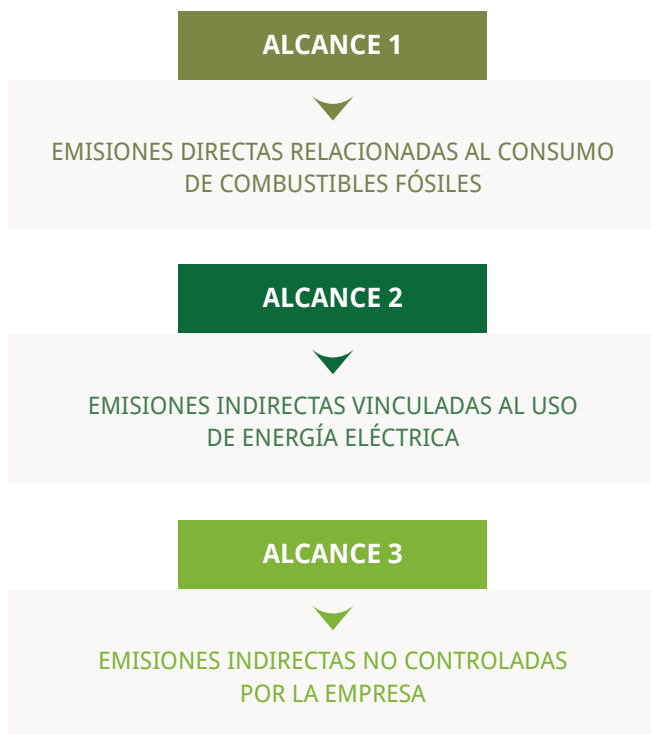 ALCANCE 1
EMISIONES DIRECTAS RELACIONADAS AL CONSUMO
DE COMBUSTIBLES FÓSILES
ALCANCE 2
EMISIONES INDIRECTAS VINCULADAS AL USO
DE ENERGÍA ELÉCTRICA
ALCANCE 3
EMISIONES INDIRECTAS NO CONTROLADAS
POR LA EMPRESA